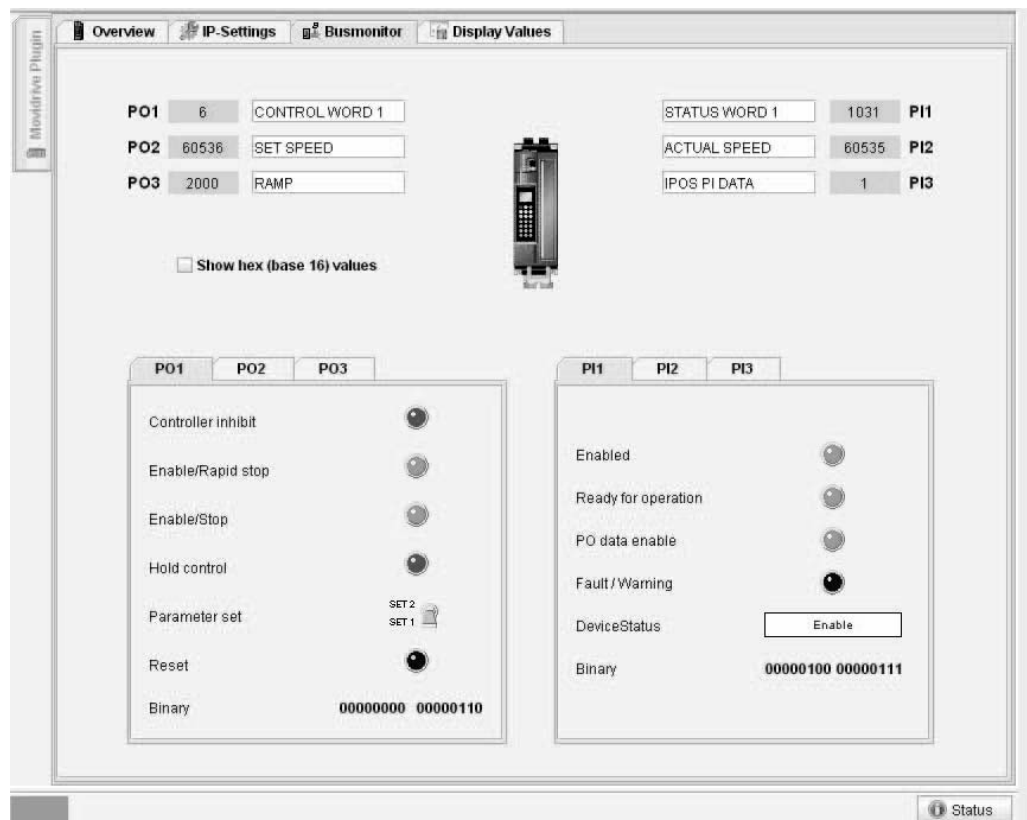 Movidrive Plugin
Overview IP-Settings Busmonitor Display Values
PO1 6 CONTROL WORD 1 STATUS WORD 1 1031 PI1
PO2 60536 SET SPEED ACTUAL SPEED 60535 PI2
PO3 2000 RAMP IPOS PI DATA 1 PI3
Show hex (base 16) values
PO1 PO2 PO3
Controller inhibit
Enable/Rapid stop
Enable/Stop
Hold control
Parameter set SET 2
SET 1
Reset
Binary 00000000 00000110
PI1 PI2 PI3
Enabled
Ready for operation
PO data enable
Fault / Warning
DeviceStatus Enable
Binary 00000100 00000111
Status